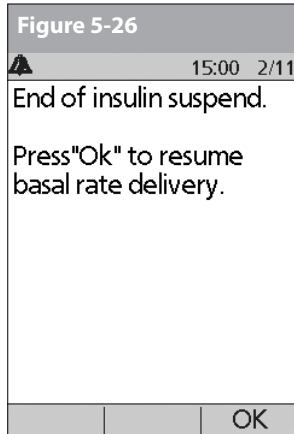 Figure 5-26
15:00 2/11
End of insulin suspend.
Press"Ok" to resume
basal rate delivery.
OK